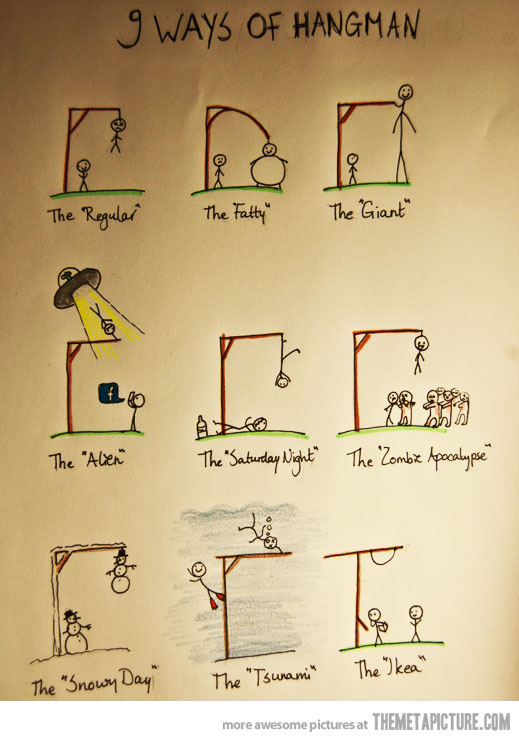 9 WAYS OF HANGMAN
The "Regular"
The "Fatty"
The "Giant"
f
The "Alien"
The "Saturday Night"
The "Zombie Apocalypse"
The "Snowy Day"
The "Tsunami"
The "Ikea"
more awesome pictures at THEMETAPICTURE.COM